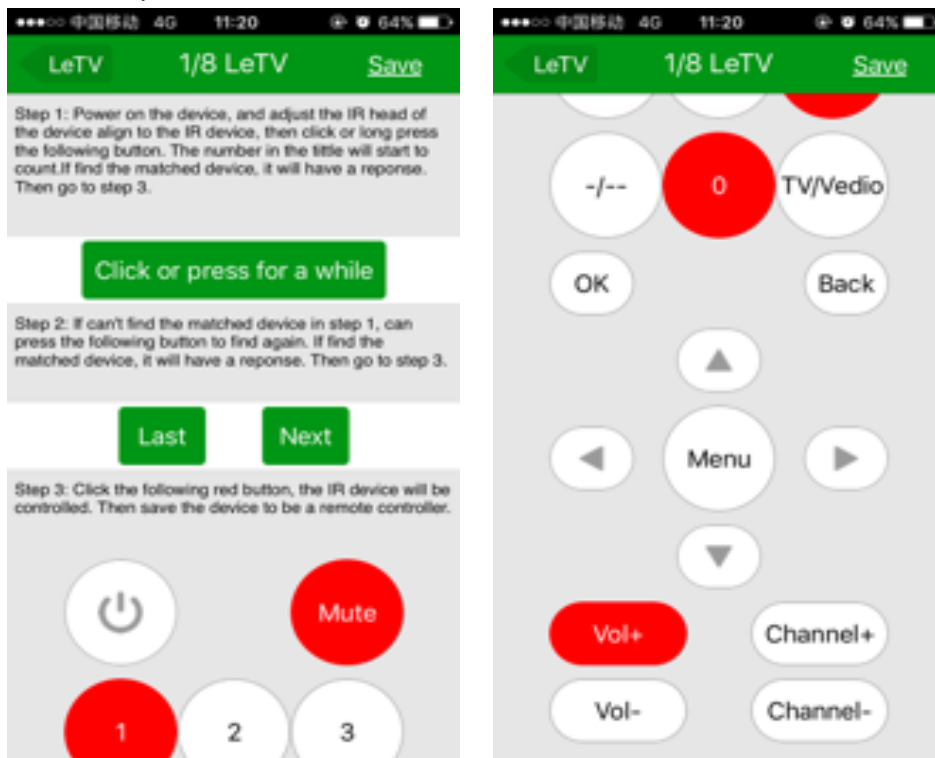 中国移动 4G 11:20 64%
LeTV 1/8 LeTV Save
Step 1: Power on the device, and adjust the IR head of
the device align to the IR device, then click or long press
the following button. The number in the tittle will start to
count.If find the matched device, it will have a reponse.
Then go to step 3.
Click or press for a while
Step 2: If can't find the matched device in step 1, can
press the following button to find again. If find the
matched device, it will have a reponse. Then go to step 3.
Last Next
Step 3: Click the following red button, the IR device will be
controlled. Then save the device to be a remote controller.
Mute
1 2 3
中国移动 4G 11:20 64%
LeTV 1/8 LeTV Save
-/-- 0 TV/Vedio
OK Back
Menu
Vol+ Channel+
Vol- Channel-